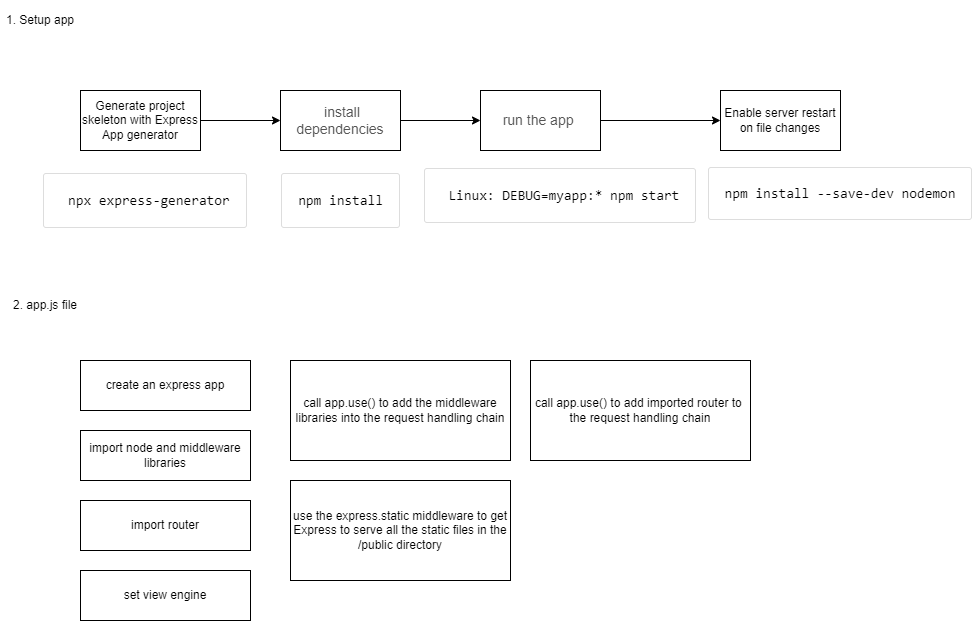 1. Setup app
Generate project
skeleton with Express
App generator
install
dependencies
run the app
Enable server restart
on file changes
npx express-generator
npm install
Linux: DEBUG=myapp:* npm start
npm install --save-dev nodemon
2. app.js file
create an express app
import node and middleware
libraries
import router
set view engine
call app.use() to add the middleware
libraries into the request handling chain
use the express.static middleware to get
Express to serve all the static files in the
/public directory
call app.use() to add imported router to
the request handling chain